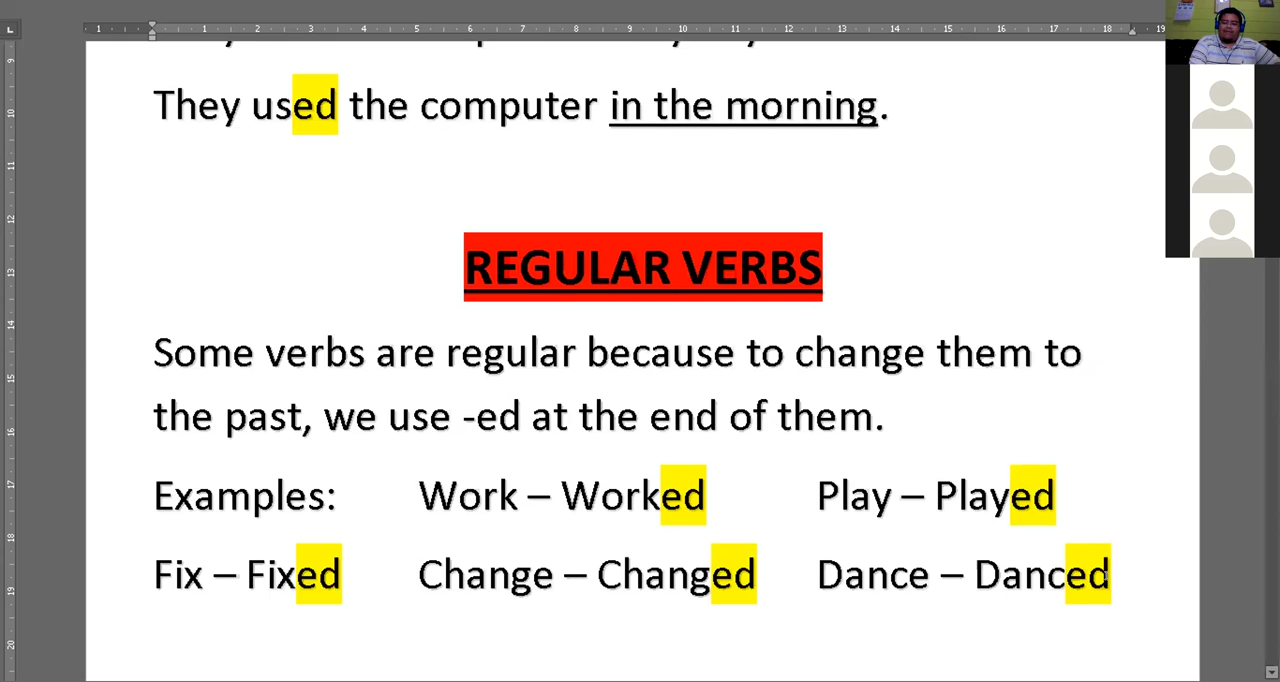 They used the computer in the morning.
REGULAR VERBS
Some verbs are regular because to change them to
the past, we use -ed at the end of them.
Examples: Work – Worked Play – Played
Fix – Fixed Change – Changed Dance – Danced